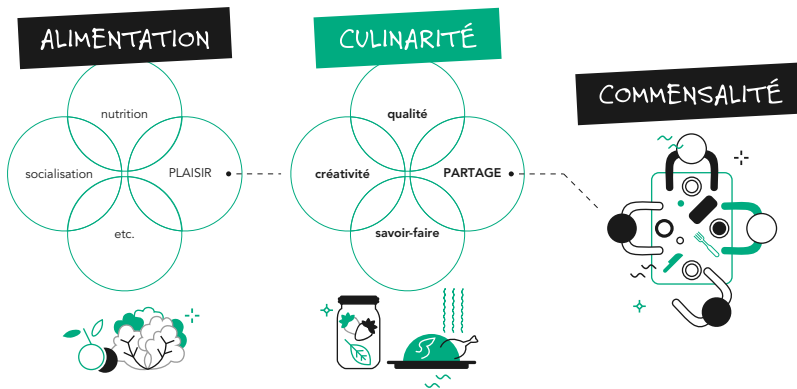 ALIMENTATION
nutrition
socialisation
PLAISIR
etc.
CULINARITÉ
qualité
créativité
PARTAGE
savoir-faire
COMMENSALITÉ